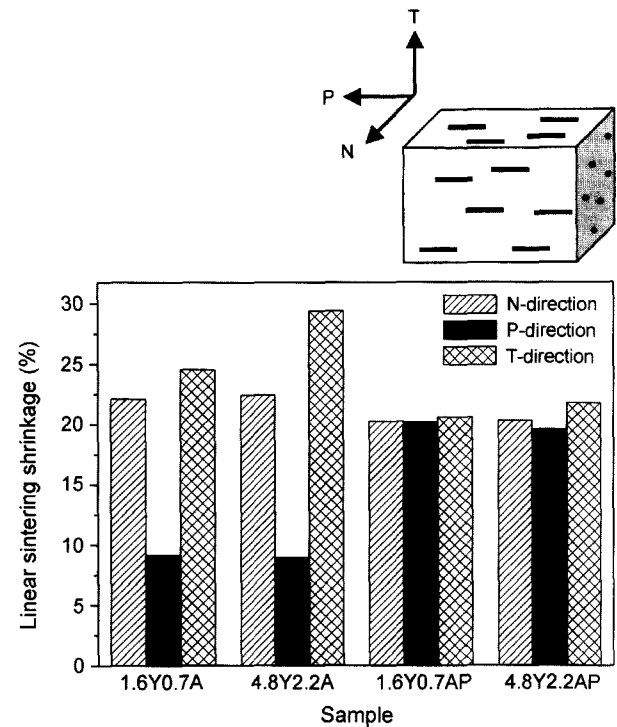 T
P
N
30
25
20
15
10
5
0
Linear sintering shrinkage (%)
N-direction
P-direction
T-direction
1.6Y0.7A 4.8Y2.2A 1.6Y0.7AP 4.8Y2.2AP
Sample